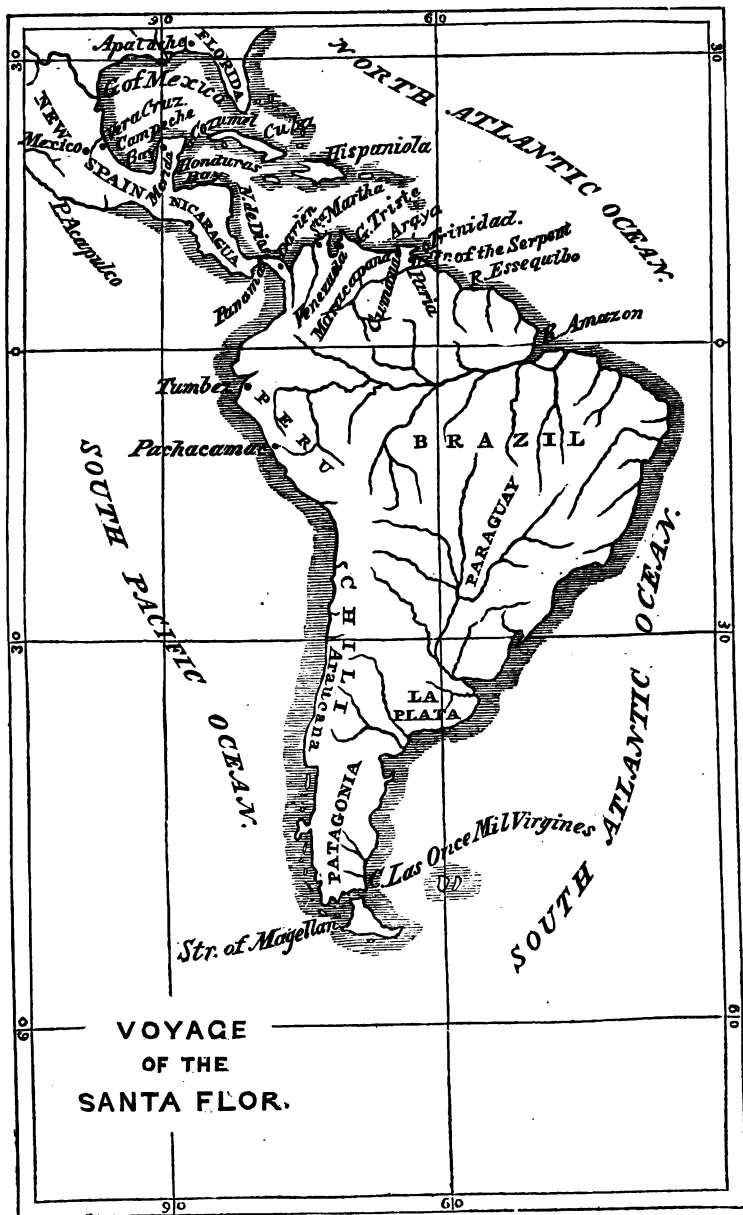 90
60
30
30
Apalache
FLORIDA
G of Mexico
NORTH ATLANTIC OCEAN.
NEW SPAIN
Vera Cruz.
Campeche Bay
Cozumel
Cuba
Mexico
Merida
Honduras Bay
Hispaniola
P. Acapulco
NICARAGUA
N. de Dios
Darien
Sta Martha
G. Triste
Araya
Trinidad.
Str. of the Serpent
R. Essequibo
Panama
Venezuela
Maracapana
Cumana
Paria
R. Amazon
0
0
Tumbez
PERU
Pachacamac
BRAZIL
SOUTH PACIFIC OCEAN.
PARAGUAY
CHILI
Araucana
30
30
LA
PLATA
PATAGONIA
C. Las Once Mil Virgines
SOUTH ATLANTIC OCEAN.
Str. of Magellan
60
60
VOYAGE
OF THE
SANTA FLOR.
90
60